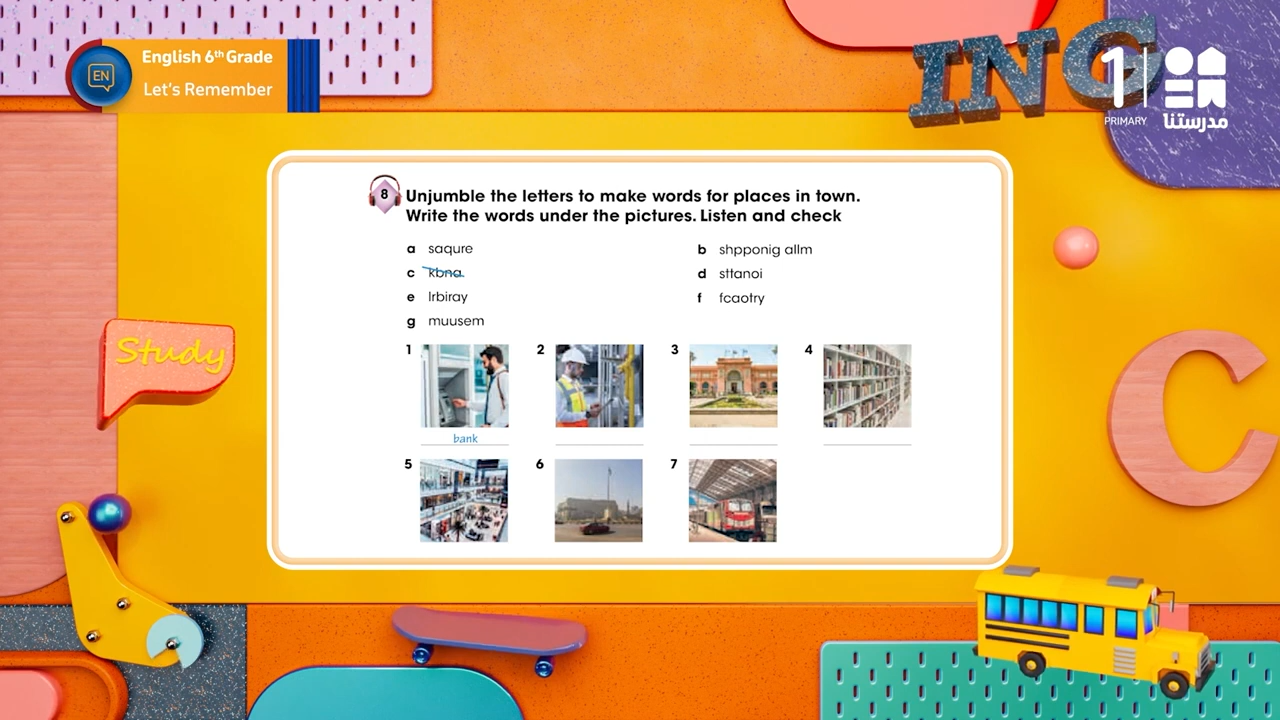 English 6th Grade
EN
Let's Remember
ING
1
PRIMARY
مدرستنا
8
Unjumble the letters to make words for places in town.
Write the words under the pictures. Listen and check
a saqure
b shpponig allm
c kbna
d sttanoi
e lrbiray
f fcaotry
g muusem
1
2
3
4
bank
5
6
7
Study
C